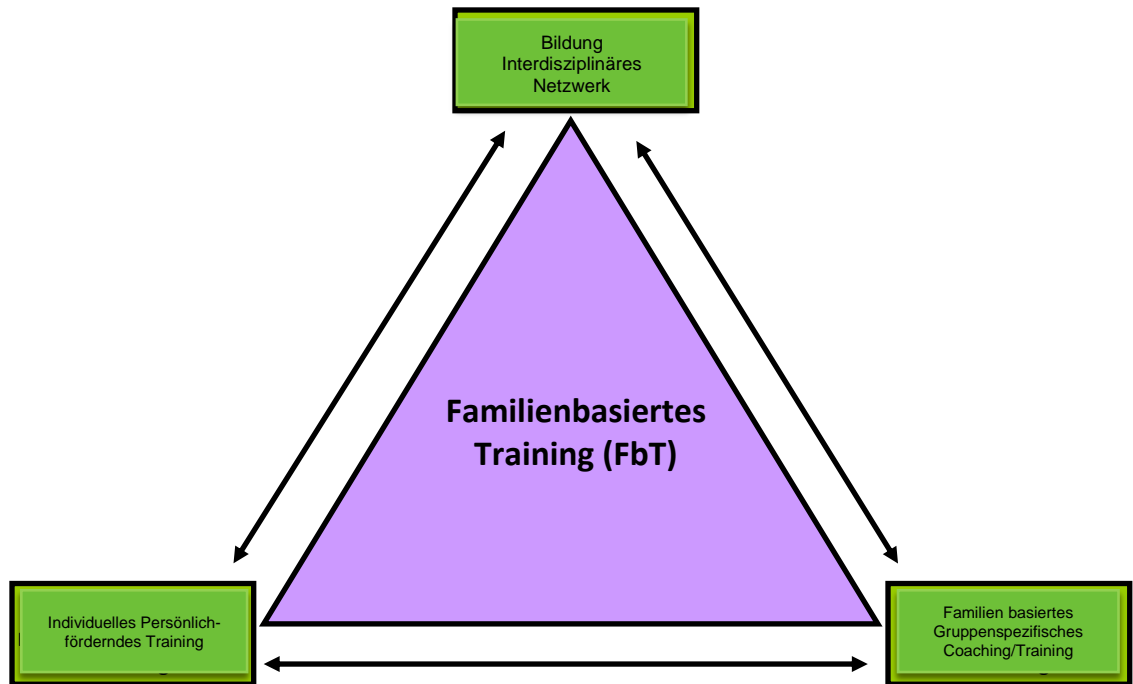 Bildung
Interdisziplinäres
Netzwerk
Familienbasiertes
Training (FbT)
Individuelles Persönlich-
förderndes Training
Familien basiertes
Gruppenspezifisches
Coaching/Training